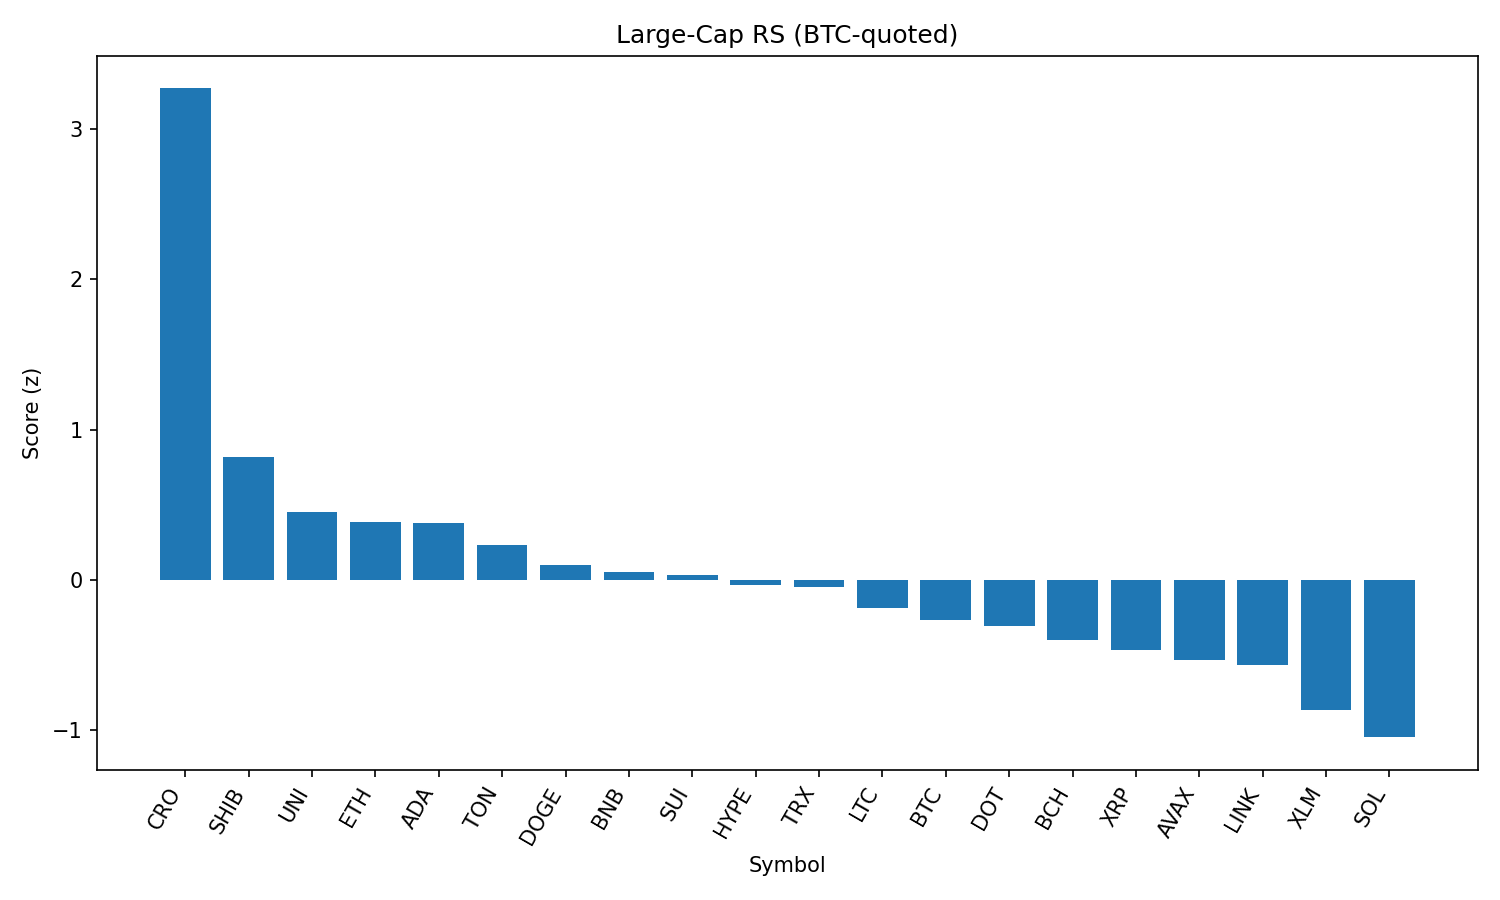 Large-Cap RS (BTC-quoted)
Score (z)
3
2
1
0
−1
CRO
SHIB
UNI
ETH
ADA
TON
DOGE
BNB
SUI
HYPE
TRX
LTC
BTC
DOT
BCH
XRP
AVAX
LINK
XLM
SOL
Symbol